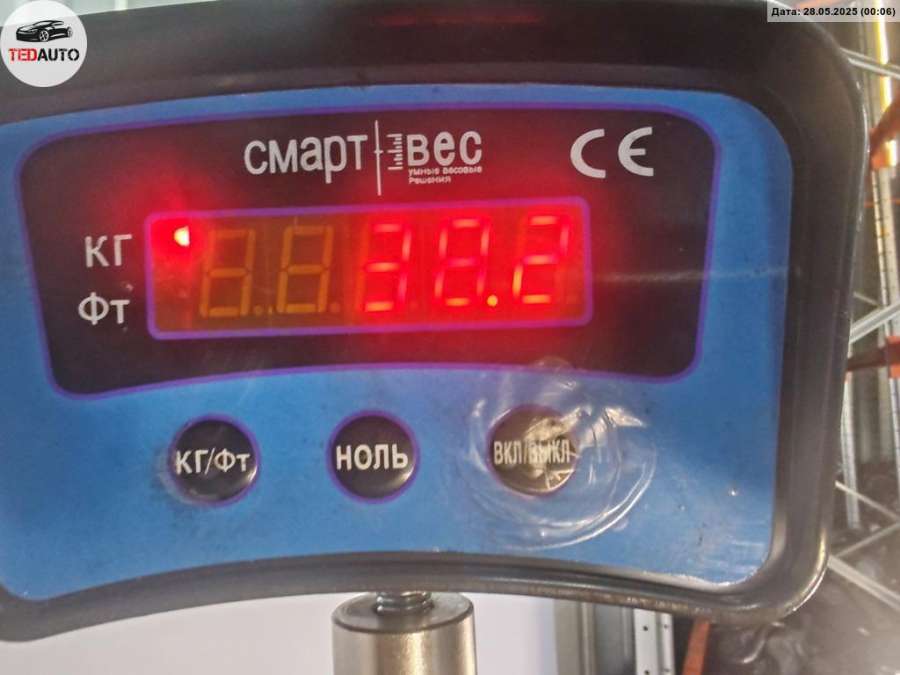 TEDAUTO
Дата: 28.05.2025 (00:06)
смарт вес
умные весовые
решения
CE
КГ
Фт
38.2
КГ/Фт
НОЛЬ
ВКЛ/ВЫКЛ